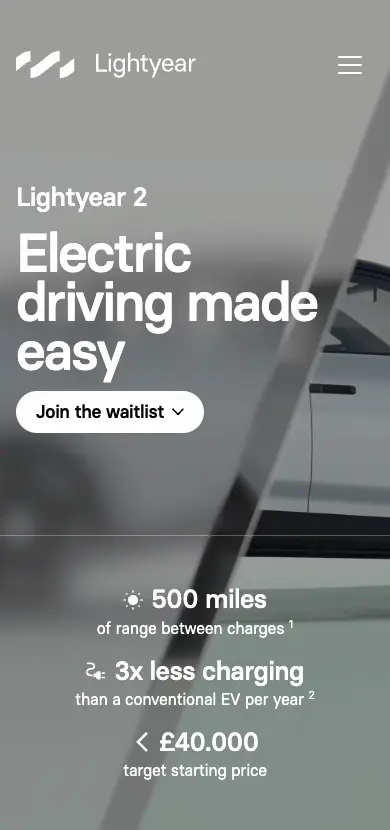 Lightyear
Lightyear 2
Electric
driving made
easy
Join the waitlist
500 miles
of range between charges ¹
3x less charging
than a conventional EV per year ²
< £40.000
target starting price